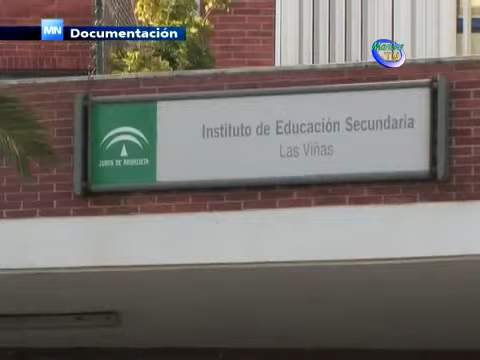 MN Documentación
Instituto de Educación Secundaria
Las Viñas
JUNTA DE ANDALUCIA